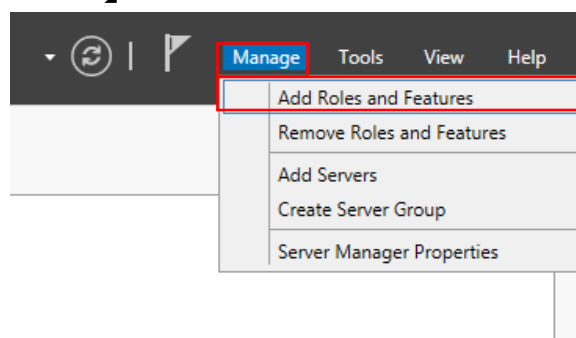 Manage Tools View Help
Add Roles and Features
Remove Roles and Features
Add Servers
Create Server Group
Server Manager Properties